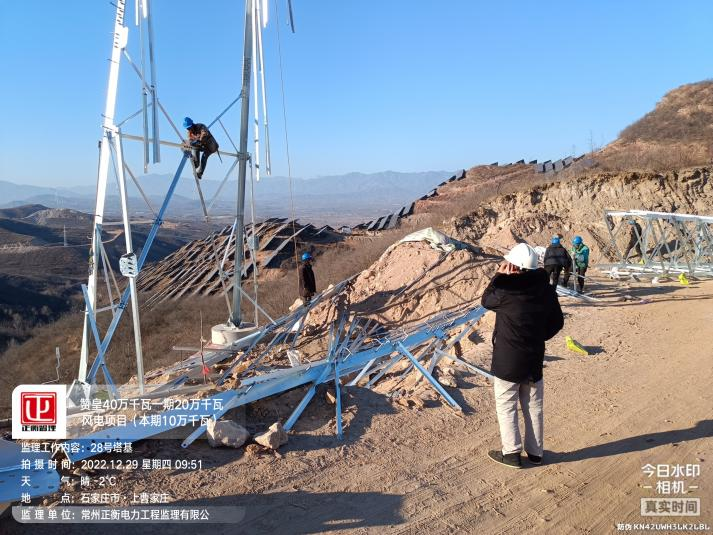 正衡监理
赞皇40万千瓦一期20万千瓦
风电项目（本期10万千瓦）
监理工作内容：28号塔基
拍摄时间：2022.12.29 星期四 09:51
天气：晴 -2℃
地点：石家庄市·上曹家庄
监理单位：常州正衡电力工程监理有限公司
今日水印
相机
真实时间
防伪 KN42UWH3LK2LBL